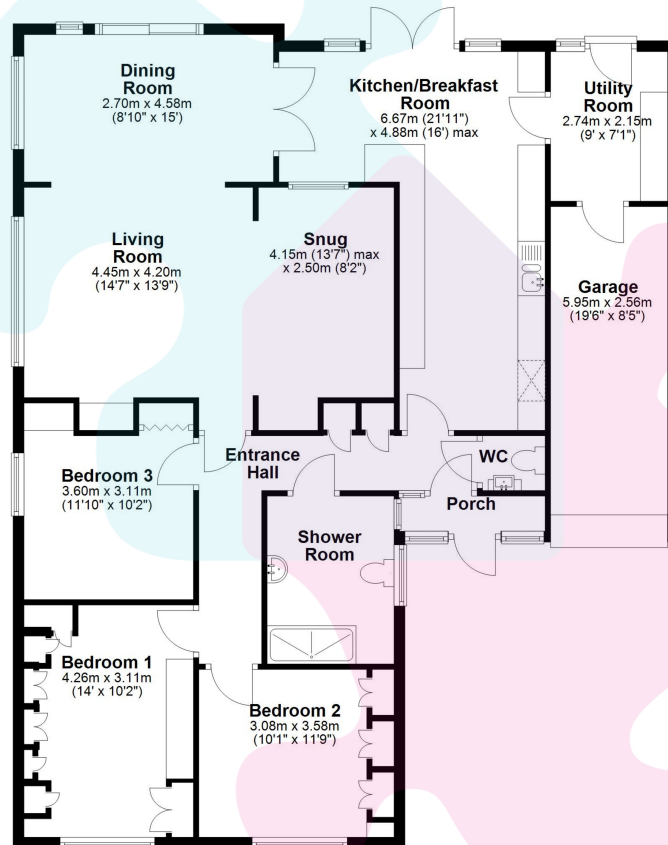 Dining
Room
2.70m x 4.58m
(8'10" x 15')
Kitchen/Breakfast
Room
6.67m (21'11")
x 4.88m (16') max
Utility
Room
2.74m x 2.15m
(9' x 7'1")
Living
Room
4.45m x 4.20m
(14'7" x 13'9")
Snug
4.15m (13'7") max
x 2.50m (8'2")
Garage
5.95m x 2.56m
(19'6" x 8'5")
Entrance
Hall
WC
Bedroom 3
3.60m x 3.11m
(11'10" x 10'2")
Porch
Shower
Room
Bedroom 1
4.26m x 3.11m
(14' x 10'2")
Bedroom 2
3.08m x 3.58m
(10'1" x 11'9")